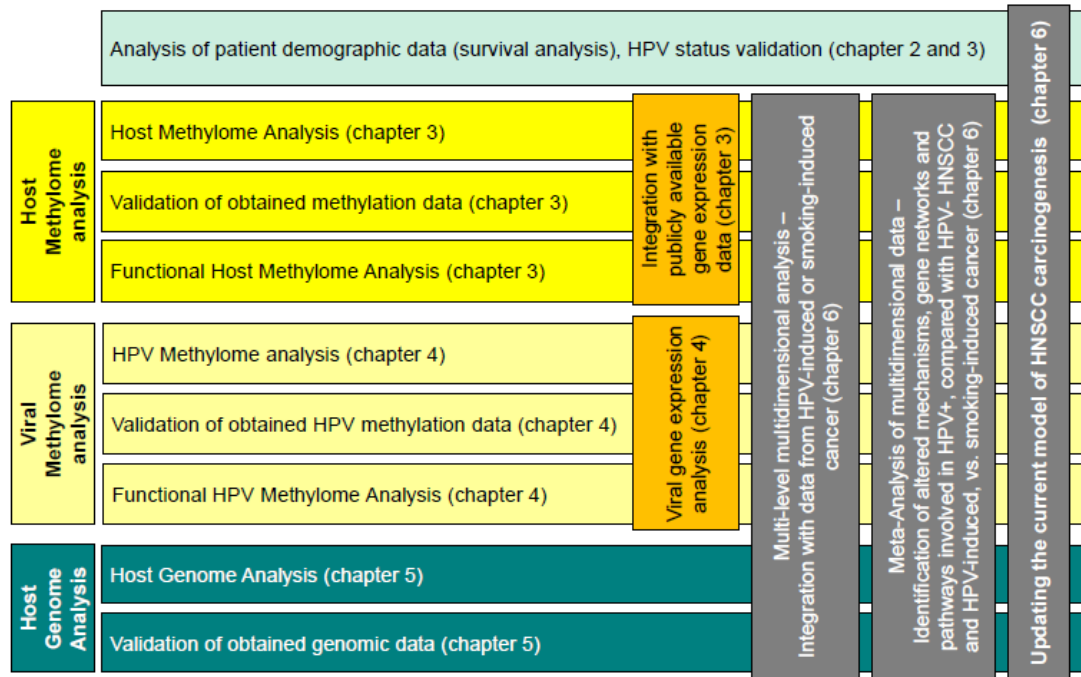 Analysis of patient demographic data (survival analysis), HPV status validation (chapter 2 and 3)
Host
Methylome
analysis
Host Methylome Analysis (chapter 3)
Validation of obtained methylation data (chapter 3)
Functional Host Methylome Analysis (chapter 3)
Integration with
publicly available
gene expression
data (chapter 3)
Viral
Methylome
analysis
HPV Methylome analysis (chapter 4)
Validation of obtained HPV methylation data (chapter 4)
Functional HPV Methylome Analysis (chapter 4)
Viral gene expression
analysis (chapter 4)
Host
Genome
Analysis
Host Genome Analysis (chapter 5)
Validation of obtained genomic data (chapter 5)
Multi-level multidimensional analysis –
Integration with data from HPV-induced or smoking-induced
cancer (chapter 6)
Meta-Analysis of multidimensional data –
Identification of altered mechanisms, gene networks and
pathways involved in HPV+, compared with HPV- HNSCC
and HPV-induced, vs. smoking-induced cancer (chapter 6)
Updating the current model of HNSCC carcinogenesis (chapter 6)